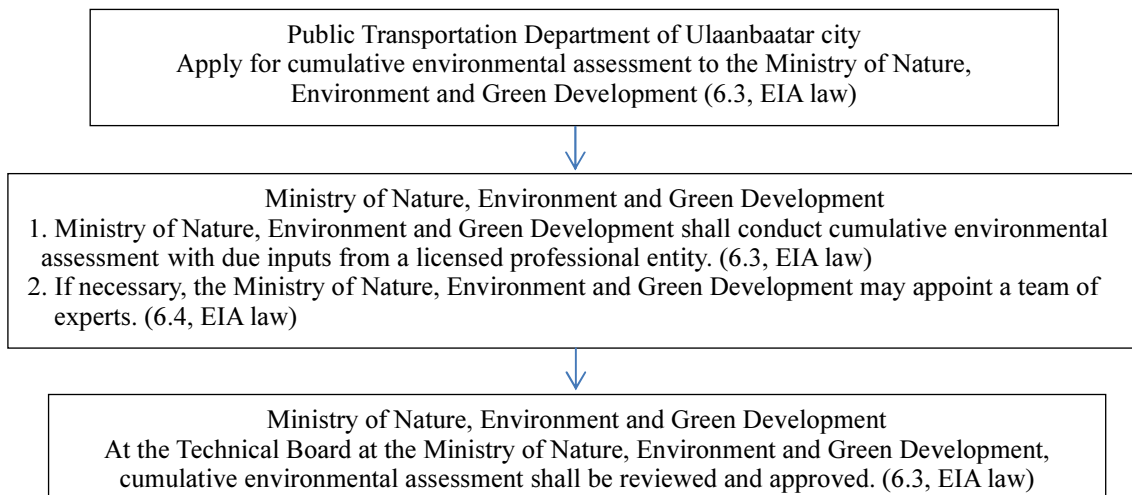 Public Transportation Department of Ulaanbaatar city
Apply for cumulative environmental assessment to the Ministry of Nature,
Environment and Green Development (6.3, EIA law)
Ministry of Nature, Environment and Green Development
1. Ministry of Nature, Environment and Green Development shall conduct cumulative environmental
assessment with due inputs from a licensed professional entity. (6.3, EIA law)
2. If necessary, the Ministry of Nature, Environment and Green Development may appoint a team of
experts. (6.4, EIA law)
Ministry of Nature, Environment and Green Development
At the Technical Board at the Ministry of Nature, Environment and Green Development,
cumulative environmental assessment shall be reviewed and approved. (6.3, EIA law)